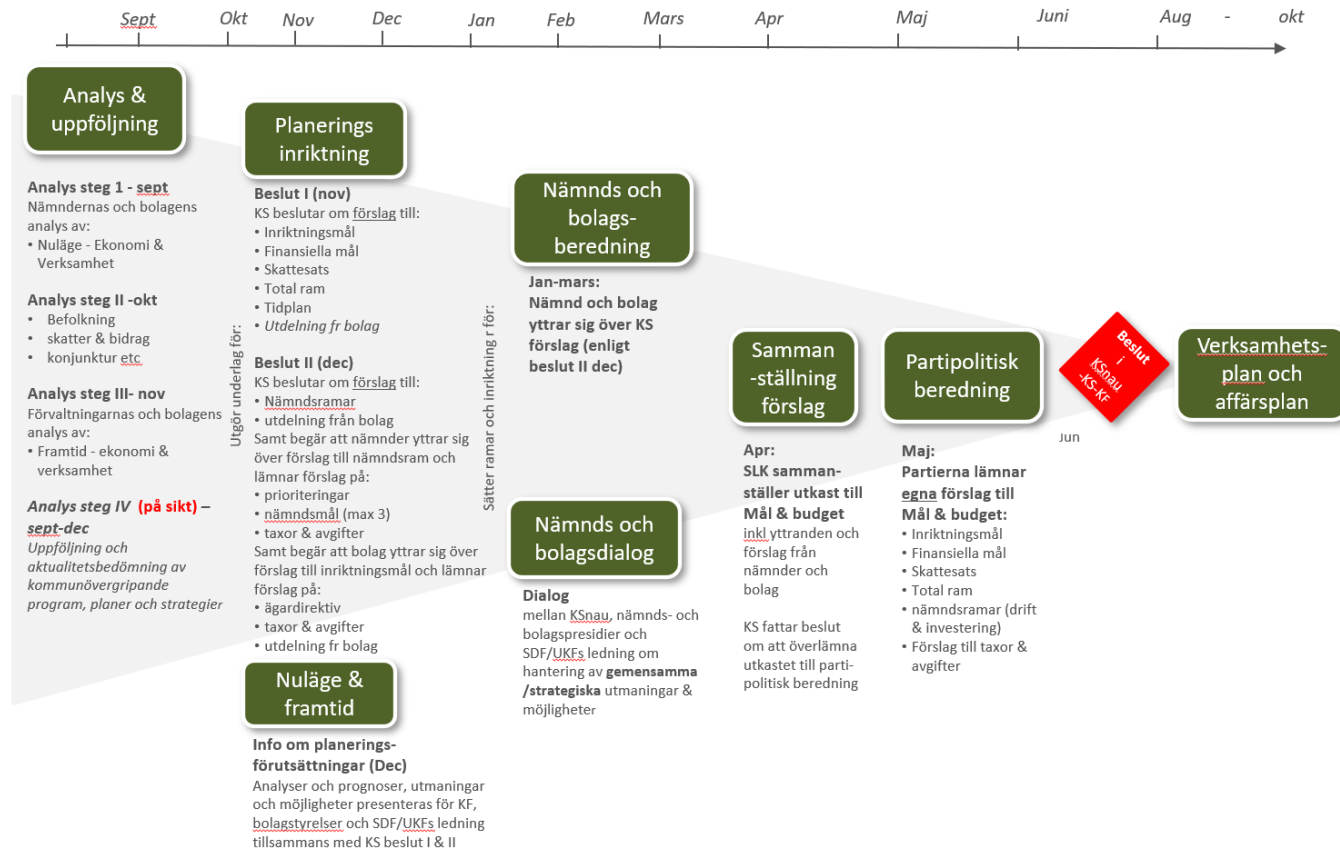 Sept
Okt
Nov
Dec
Jan
Feb
Mars
Apr
Maj
Juni
Aug - okt
Analys &
uppföljning
Analys steg 1 - sept
Nämndernas och bolagens
analys av:
• Nuläge - Ekonomi &
Verksamhet
Analys steg II -okt
• Befolkning
• skatter & bidrag
• konjunktur etc
Analys steg III- nov
Förvaltningarnas och bolagens
analys av:
• Framtid - ekonomi &
verksamhet
Analys steg IV (på sikt) –
sept-dec
Uppföljning och
aktualitetsbedömning av
kommunövergripande
program, planer och strategier
Utgör underlag för:
Planerings
inriktning
Beslut I (nov)
KS beslutar om förslag till:
• Inriktningsmål
• Finansiella mål
• Skattesats
• Total ram
• Tidplan
• Utdelning fr bolag
Beslut II (dec)
KS beslutar om förslag till:
• Nämndsramar
• utdelning från bolag
Samt begär att nämnder yttrar sig
över förslag till nämndsram och
lämnar förslag på:
• prioriteringar
• nämndsmål (max 3)
• taxor & avgifter
Samt begär att bolag yttrar sig över
förslag till inriktningsmål och lämnar
förslag på:
• ägardirektiv
• taxor & avgifter
• utdelning fr bolag
Nuläge &
framtid
Info om planerings-
förutsättningar (Dec)
Analyser och prognoser, utmaningar
och möjligheter presenteras för KF,
bolagstyrelser och SDF/UKFs ledning
tillsammans med KS beslut I & II
Sätter ramar och inriktning r för:
Nämnds och
bolags-
beredning
Jan-mars:
Nämnd och bolag
yttrar sig över KS
förslag (enligt
beslut II dec)
Nämnds och
bolagsdialog
Dialog
mellan KSnau, nämnds- och
bolagspresidier och
SDF/UKFs ledning om
hantering av gemensamma
/strategiska utmaningar &
möjligheter
Samman
-ställning
förslag
Apr:
SLK samman-
ställer utkast till
Mål & budget
inkl yttranden och
förslag från
nämnder och
bolag
KS fattar beslut
om att överlämna
utkastet till parti-
politisk beredning
Partipolitisk
beredning
Maj:
Partierna lämnar
egna förslag till
Mål & budget:
• Inriktningsmål
• Finansiella mål
• Skattesats
• Total ram
• nämndsramar (drift
& investering)
• Förslag till taxor &
avgifter
Beslut
i
KSnau
-KS-KF
Jun
Verksamhets-
plan och
affärsplan